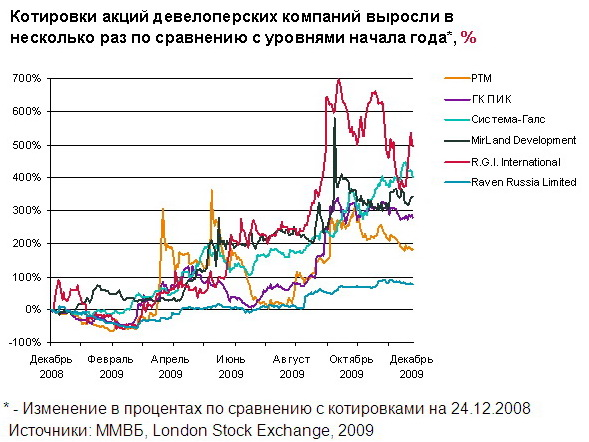 Котировки акций девелоперских компаний выросли в
несколько раз по сравнению с уровнями начала года*, %
700%
600%
500%
400%
300%
200%
100%
0%
-100%
Декабрь 2008
Февраль 2009
Апрель 2009
Июнь 2009
Август 2009
Октябрь 2009
Декабрь 2009
РТМ
ГК ПИК
Система-Галс
MirLand Development
R.G.I. International
Raven Russia Limited
* - Изменение в процентах по сравнению с котировками на 24.12.2008
Источники: ММВБ, London Stock Exchange, 2009